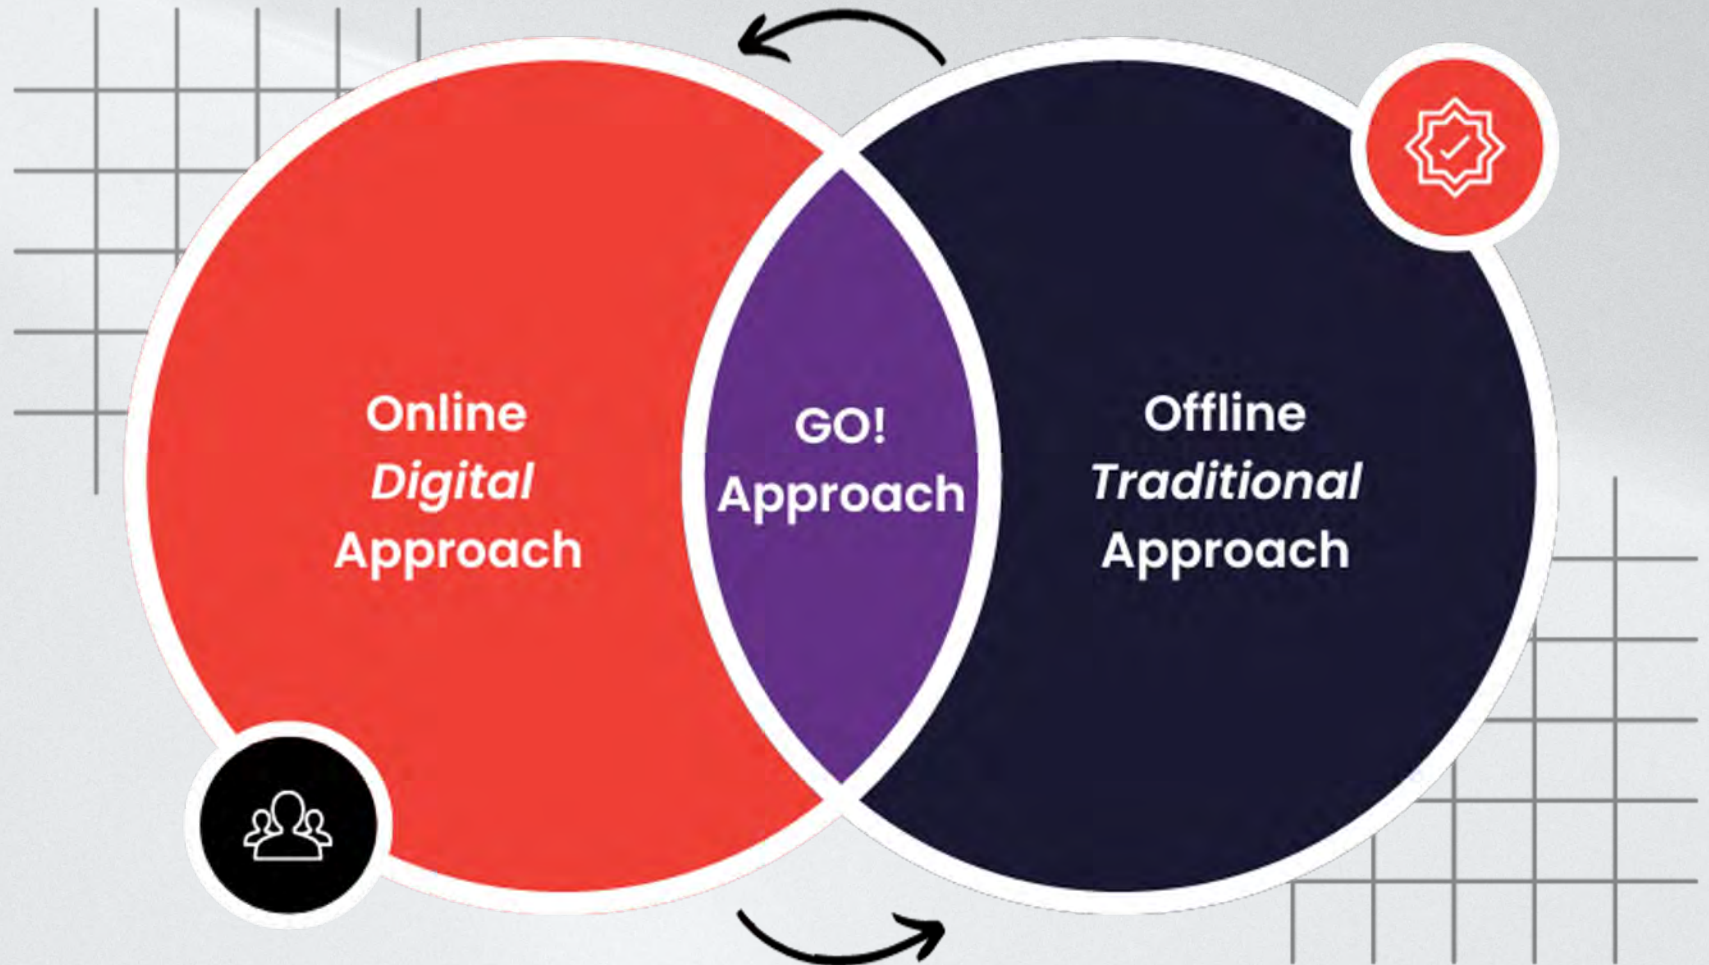 Online
Digital
Approach
GO!
Approach
Offline
Traditional
Approach